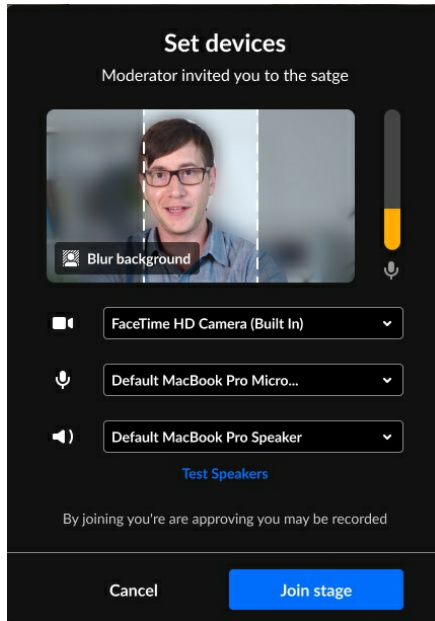 Set devices
Moderator invited you to the satge
Blur background
FaceTime HD Camera (Built In)
Default MacBook Pro Micro...
Default MacBook Pro Speaker
Test Speakers
By joining you're are approving you may be recorded
Cancel
Join stage